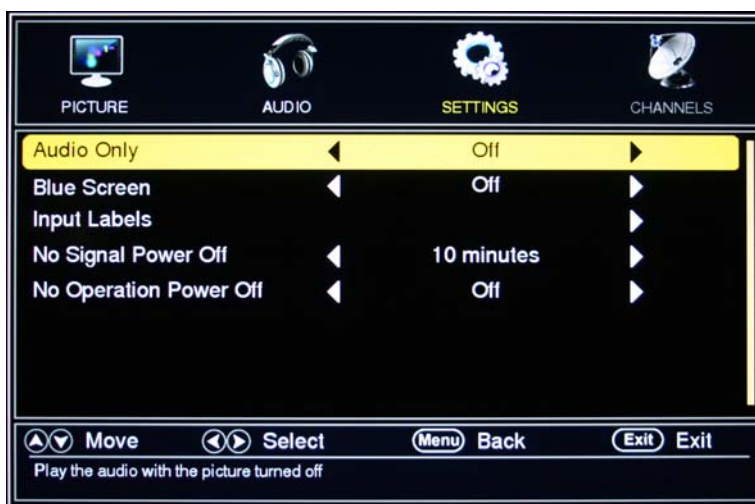 PICTURE AUDIO SETTINGS CHANNELS
Audio Only Off
Blue Screen Off
Input Labels
No Signal Power Off 10 minutes
No Operation Power Off Off
Move Select Menu Back Exit Exit
Play the audio with the picture turned off